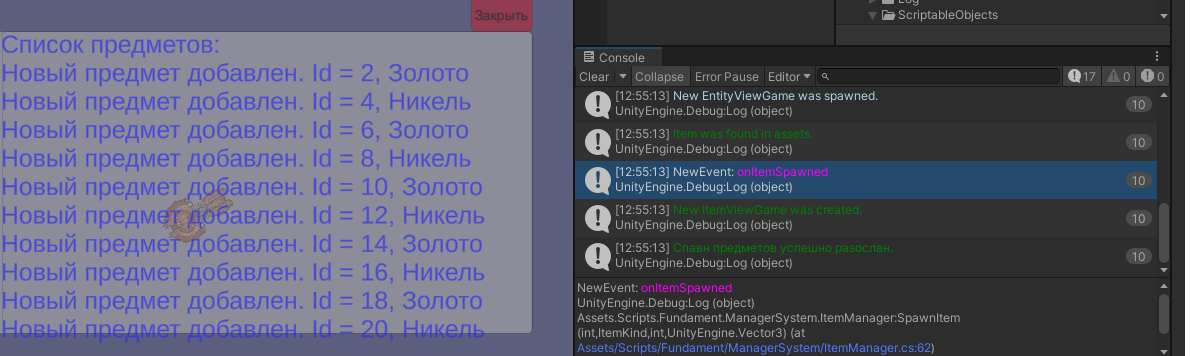 Закрыть
Список предметов:
Новый предмет добавлен. Id = 2, Золото
Новый предмет добавлен. Id = 4, Никель
Новый предмет добавлен. Id = 6, Золото
Новый предмет добавлен. Id = 8, Никель
Новый предмет добавлен. Id = 10, Золото
Новый предмет добавлен. Id = 12, Никель
Новый предмет добавлен. Id = 14, Золото
Новый предмет добавлен. Id = 16, Никель
Новый предмет добавлен. Id = 18, Золото
Новый предмет добавлен. Id = 20, Никель
Log
ScriptableObjects
Console
Clear Collapse Error Pause Editor 17 0 0
[12:55:13] New EntityViewGame was spawned.
UnityEngine.Debug:Log (object) 10
[12:55:13] Item was found in assets.
UnityEngine.Debug:Log (object) 10
[12:55:13] NewEvent: onItemSpawned
UnityEngine.Debug:Log (object) 10
[12:55:13] New ItemViewGame was created.
UnityEngine.Debug:Log (object) 10
[12:55:13] Спавн предметов успешно разослан.
UnityEngine.Debug:Log (object) 10
NewEvent: onItemSpawned
UnityEngine.Debug:Log (object)
Assets.Scripts.Fundament.ManagerSystem.ItemManager:SpawnItem
(int,ItemKind,int,UnityEngine.Vector3) (at
Assets/Scripts/Fundament/ManagerSystem/ItemManager.cs:62)